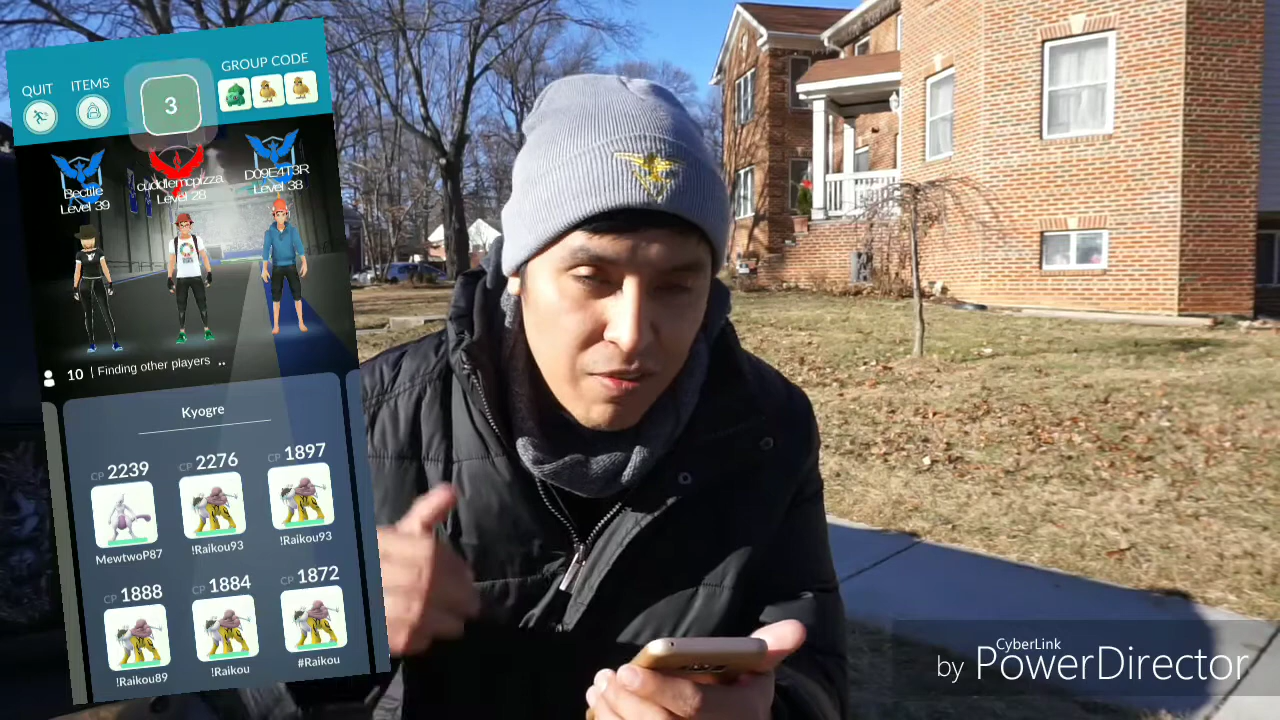 QUIT
ITEMS
3
GROUP CODE
Bectile
Level 39
cuddlemcpizza
Level 28
D09E4T3R
Level 38
10 | Finding other players ..
Kyogre
CP 2239
CP 2276
CP 1897
MewtwoP87
!Raikou93
!Raikou93
CP 1888
CP 1884
CP 1872
!Raikou89
!Raikou
#Raikou
CyberLink
by PowerDirector